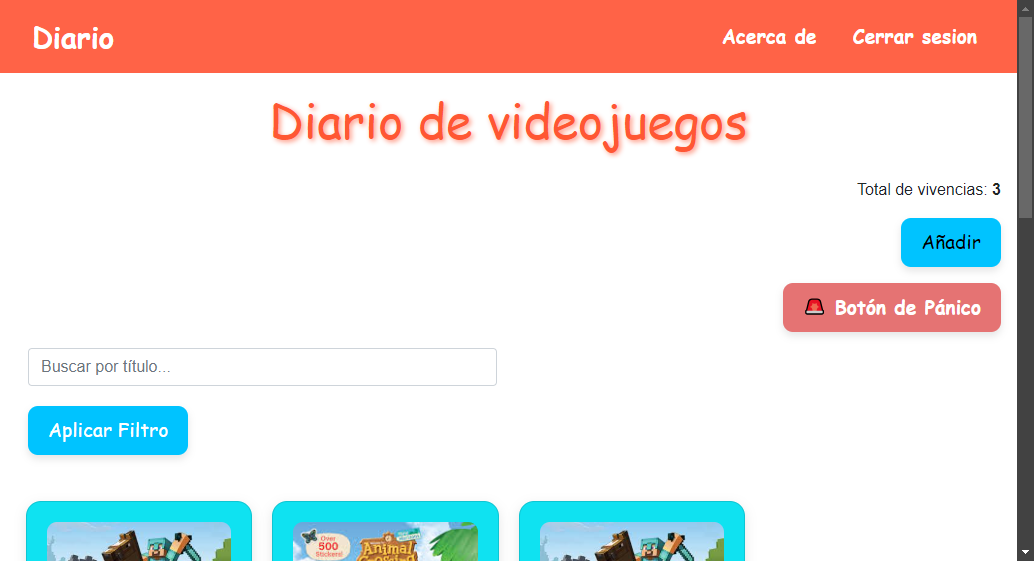 Diario
Acerca de
Cerrar sesion
Diario de videojuegos
Total de vivencias: 3
Añadir
🚨 Botón de Pánico
Buscar por título...
Aplicar Filtro
Over
500
Stickers!
Animal
Crossing